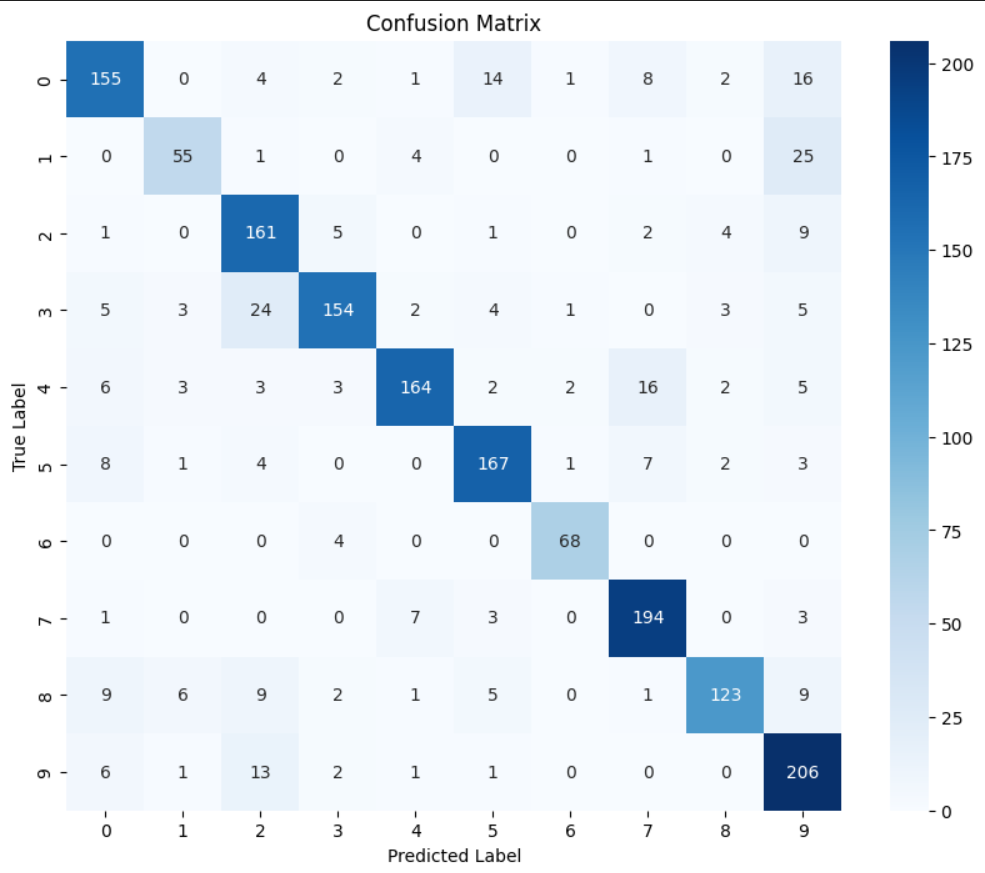 Confusion Matrix
0 155 0 4 2 1 14 1 8 2 16
1 0 55 1 0 4 0 0 1 0 25
2 1 0 161 5 0 1 0 2 4 9
3 5 3 24 154 2 4 1 0 3 5
4 6 3 3 3 164 2 2 16 2 5
5 8 1 4 0 0 167 1 7 2 3
6 0 0 0 4 0 0 68 0 0 0
7 1 0 0 0 7 3 0 194 0 3
8 9 6 9 2 1 5 0 1 123 9
9 6 1 13 2 1 1 0 0 0 206
0 1 2 3 4 5 6 7 8 9
Predicted Label
True Label
200
175
150
125
100
75
50
25
0